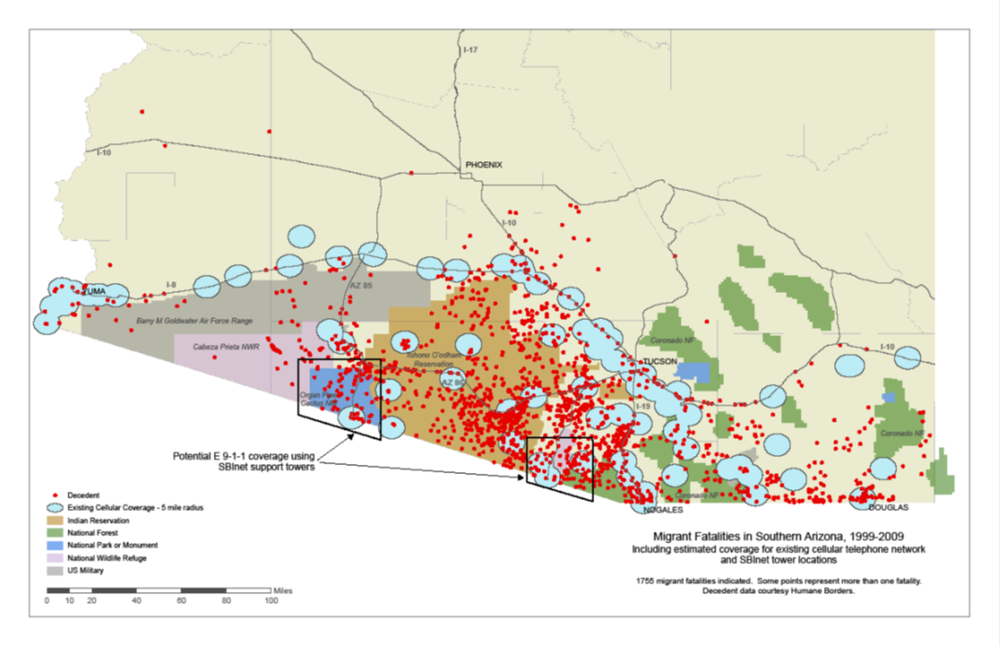 I-17
I-10
PHOENIX
I-10
I-8
AZ 85
YUMA
Barry M Goldwater Air Force Range
Cabeza Prieta NWR
Coronado NF
Tohono O'odham
Reservation
I-10
TUCSON
AZ 86
Organ Pipe
Cactus NM
I-19
Coronado NF
Potential E 9-1-1 coverage using
SBInet support towers
Coronado NF
NOGALES
DOUGLAS
Decedent
Existing Cellular Coverage - 5 mile radius
Indian Reservation
National Forest
National Park or Monument
National Wildlife Refuge
US Military
Miles
0 10 20 40 60 80 100
Migrant Fatalities in Southern Arizona, 1999-2009
Including estimated coverage for existing cellular telephone network
and SBInet tower locations
1755 migrant fatalities indicated. Some points represent more than one fatality.
Decedent data courtesy Humane Borders.